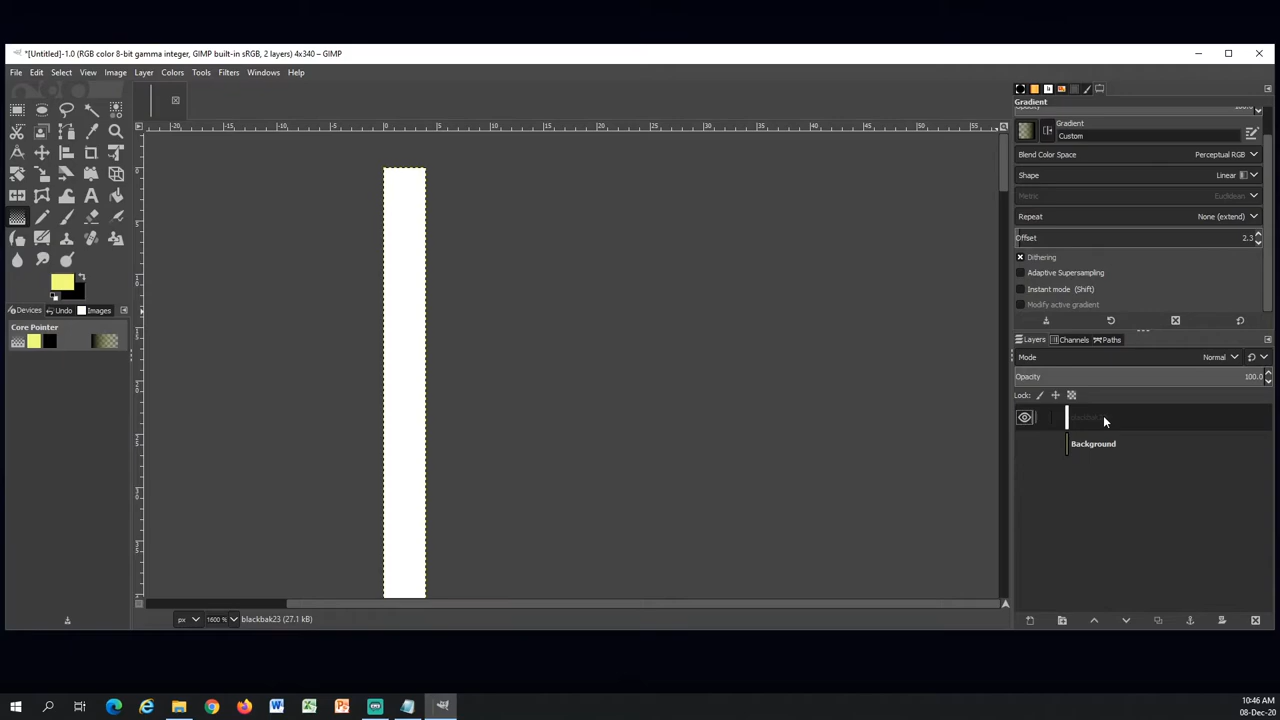 *[Untitled]-1.0 (RGB color 8-bit gamma integer, GIMP built-in sRGB, 2 layers) 4x340 – GIMP
File Edit Select View Image Layer Colors Tools Filters Windows Help
Gradient
Gradient
Custom
Blend Color Space Perceptual RGB
Shape Linear
Metric Euclidean
Repeat None (extend)
Offset 2.3
Dithering
Adaptive Supersampling
Instant mode (Shift)
Modify active gradient
Devices Undo Images
Core Pointer
Layers Channels Paths
Mode Normal
Opacity 100.0
Lock:
Background
px 1600 % blackbak23 (27.1 kB)
10:46 AM
08-Dec-20